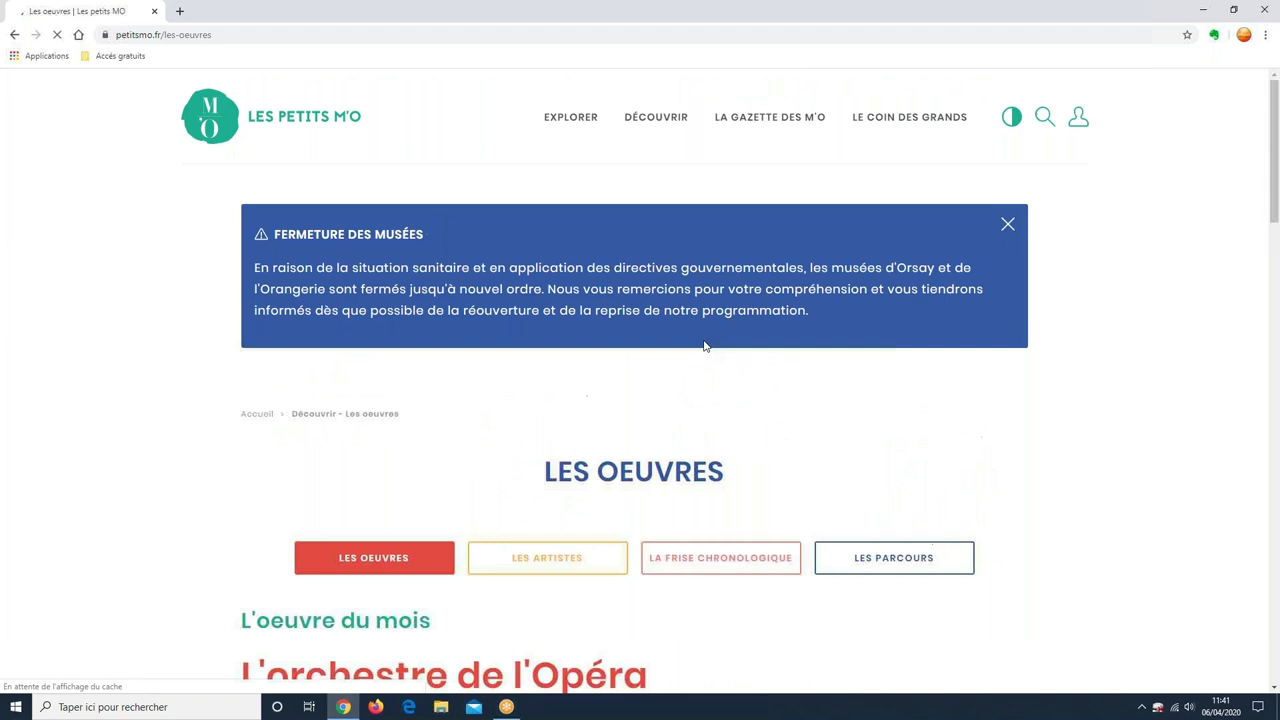 Les oeuvres | Les petits MO
petitsmo.fr/les-oeuvres
Applications
Accés gratuits
M
'O
LES PETITS M'O
EXPLORER
DÉCOUVRIR
LA GAZETTE DES M'O
LE COIN DES GRANDS
FERMETURE DES MUSÉES
En raison de la situation sanitaire et en application des directives gouvernementales, les musées d'Orsay et de
l'Orangerie sont fermés jusqu'à nouvel ordre. Nous vous remercions pour votre compréhension et vous tiendrons
informés dès que possible de la réouverture et de la reprise de notre programmation.
Accueil > Découvrir - Les oeuvres
LES OEUVRES
LES OEUVRES
LES ARTISTES
LA FRISE CHRONOLOGIQUE
LES PARCOURS
L'oeuvre du mois
L'orchestre de l'Opéra
En attente de l'affichage du cache
Taper ici pour rechercher
11:41
06/04/2020